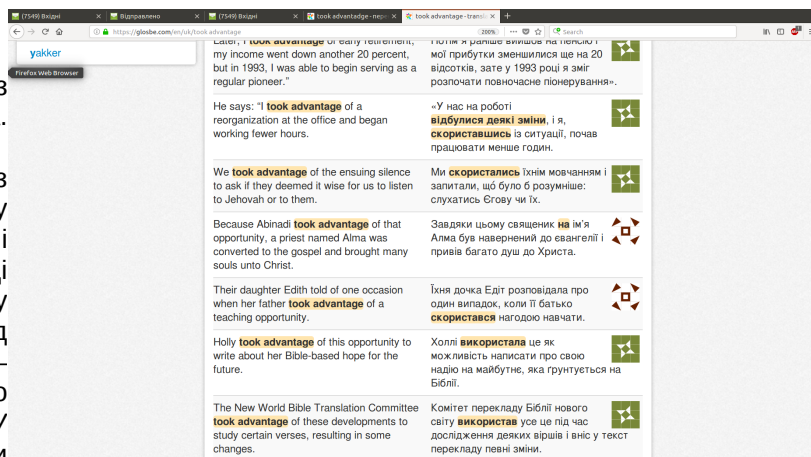 (7549) Вхідні
Відправлено
(7549) Вхідні
took advantadge - пере
took advantage - transla
https://glosbe.com/en/uk/took advantage
200%
Search
yakker
Firefox Web Browser
Later, I took advantage of early retirement,
my income went down another 20 percent,
but in 1993, I was able to begin serving as a
regular pioneer.”
Потім я раніше вийшов на пенсію і
мої прибутки зменшилися ще на 20
відсотків, зате у 1993 році я зміг
розпочати повночасне піонерування».
He says: “I took advantage of a
reorganization at the office and began
working fewer hours.
«У нас на роботі
відбулися деякі зміни, і я,
скориставшись із ситуації, почав
працювати менше годин.
We took advantage of the ensuing silence
to ask if they deemed it wise for us to listen
to Jehovah or to them.
Ми скористались їхнім мовчанням і
запитали, що́ було б розумніше:
слухатись Єгову чи їх.
Because Abinadi took advantage of that
opportunity, a priest named Alma was
converted to the gospel and brought many
souls unto Christ.
Завдяки цьому священик на ім’я
Алма був навернений до євангелії і
привів багато душ до Христа.
Their daughter Edith told of one occasion
when her father took advantage of a
teaching opportunity.
Їхня дочка Едіт розповідала про
один випадок, коли її батько
скористався нагодою навчати.
Holly took advantage of this opportunity to
write about her Bible-based hope for the
future.
Холлі використала це як
можливість написати про свою
надію на майбутнє, яка ґрунтується на
Біблії.
The New World Bible Translation Committee
took advantage of these developments to
study certain verses, resulting in some
changes.
Комітет перекладу Біблії нового
світу використав усе це під час
дослідження деяких віршів і вніс у текст
перекладу певні зміни.